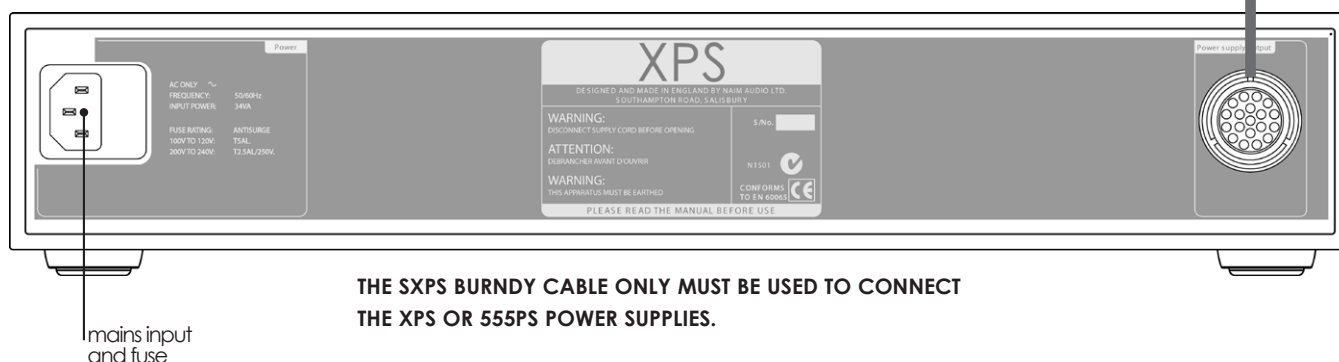 Power
AC ONLY ~
FREQUENCY: 50/60Hz
INPUT POWER: 34VA
FUSE RATING: ANTISURGE
100V TO 120V: T5AL.
200V TO 240V: T2.5AL/250V.
XPS
DESIGNED AND MADE IN ENGLAND BY NAIM AUDIO LTD.
SOUTHAMPTON ROAD, SALISBURY
WARNING:
DISCONNECT SUPPLY CORD BEFORE OPENING
ATTENTION:
DEBRANCHER AVANT D'OUVRIR
WARNING:
THIS APPARATUS MUST BE EARTHED
S/No.
N1501
CONFORMS
TO EN 60065 CE
PLEASE READ THE MANUAL BEFORE USE
Power supply output
THE SXPS BURNDY CABLE ONLY MUST BE USED TO CONNECT
THE XPS OR 555PS POWER SUPPLIES.
mains input
and fuse